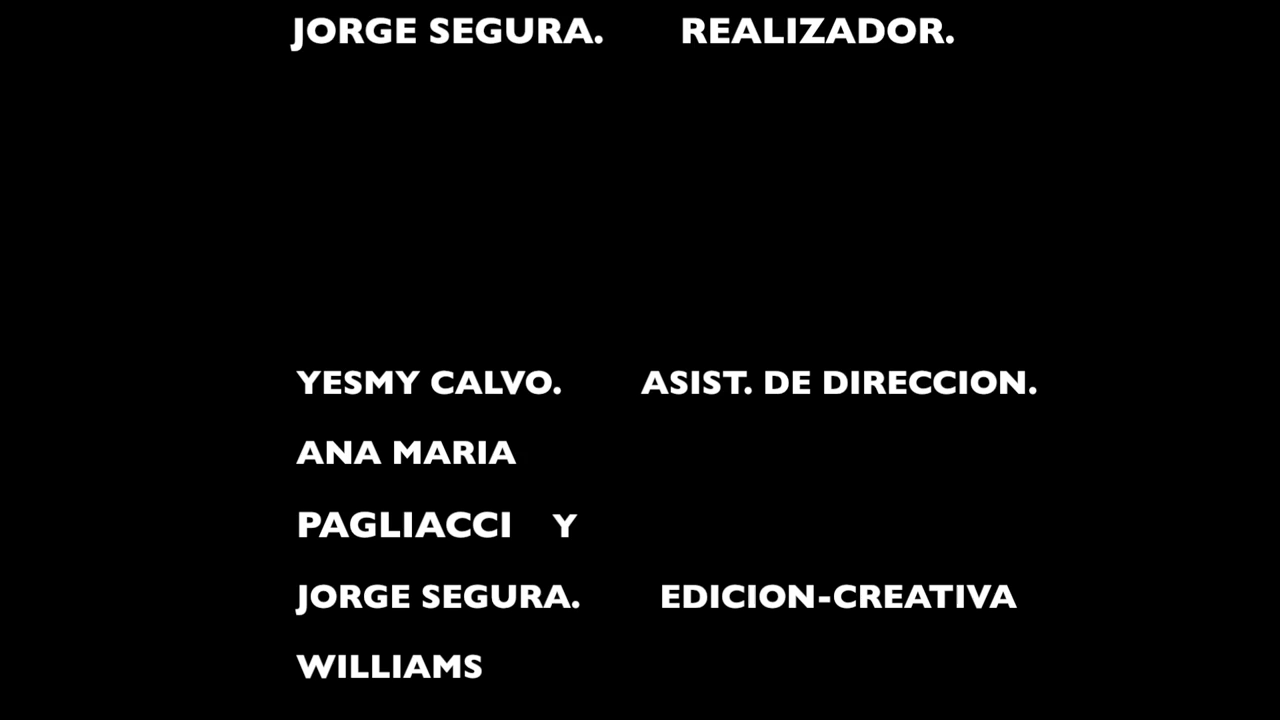 JORGE SEGURA. REALIZADOR.
YESMY CALVO. ASIST. DE DIRECCION.
ANA MARIA
PAGLIACCI Y
JORGE SEGURA. EDICION-CREATIVA
WILLIAMS